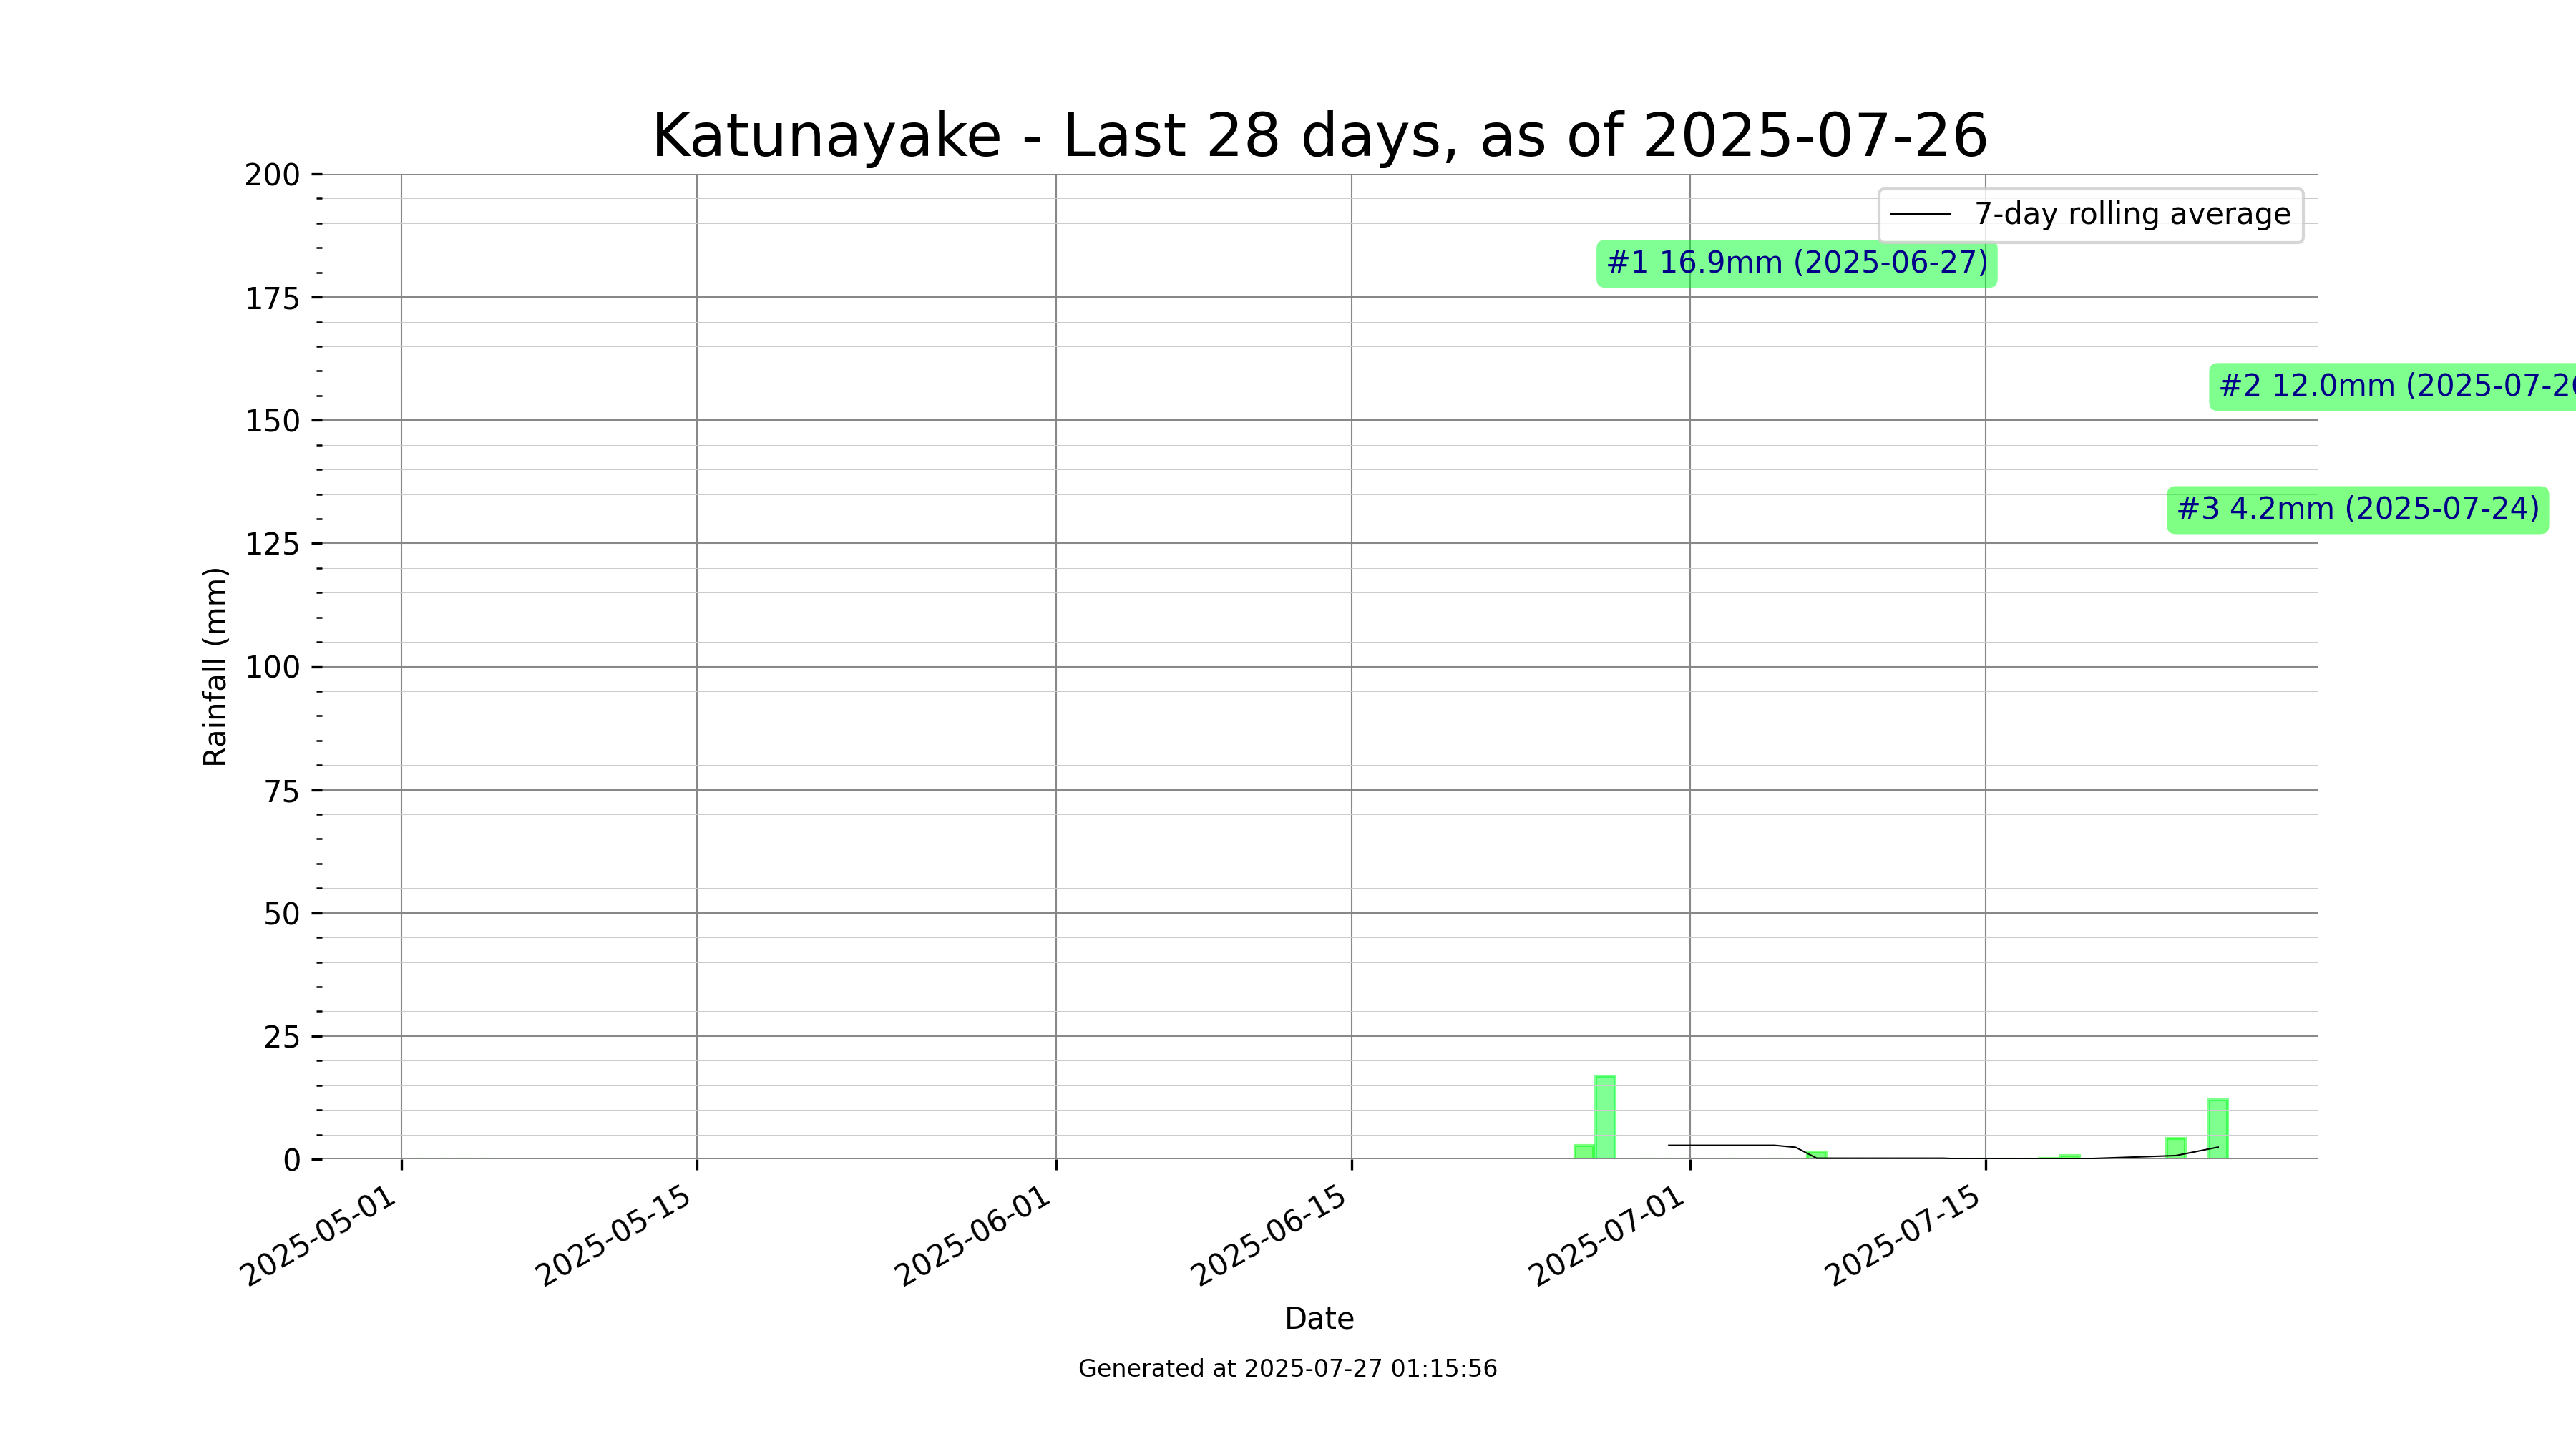 Katunayake - Last 28 days, as of 2025-07-26
200
175
150
125
100
75
50
25
0
Rainfall (mm)
7-day rolling average
#1 16.9mm (2025-06-27)
#2 12.0mm (2025-07-26
#3 4.2mm (2025-07-24)
2025-05-01
2025-05-15
2025-06-01
2025-06-15
2025-07-01
2025-07-15
Date
Generated at 2025-07-27 01:15:56